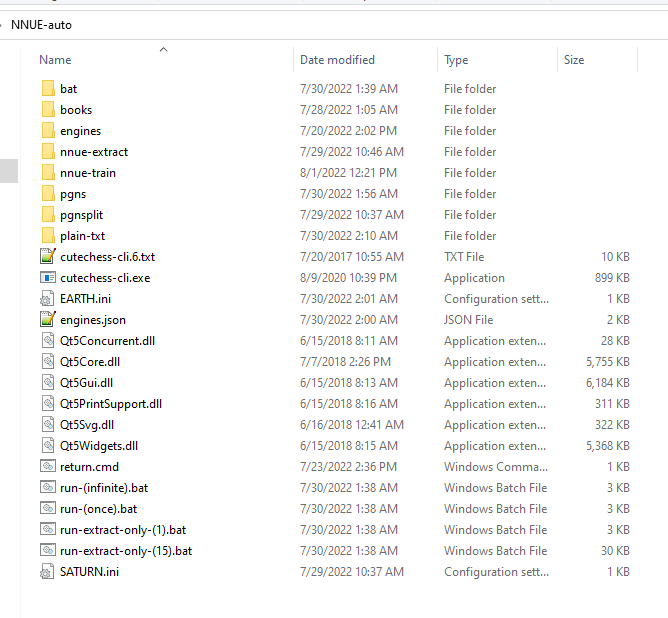 NNUE-auto
Name Date modified Type Size
bat 7/30/2022 1:39 AM File folder
books 7/28/2022 1:05 AM File folder
engines 7/20/2022 2:02 PM File folder
nnue-extract 7/29/2022 10:46 AM File folder
nnue-train 8/1/2022 12:21 PM File folder
pgns 7/30/2022 1:56 AM File folder
pgnsplit 7/29/2022 10:37 AM File folder
plain-txt 7/30/2022 2:10 AM File folder
cutechess-cli.6.txt 7/20/2017 10:55 AM TXT File 10 KB
cutechess-cli.exe 8/9/2020 10:39 PM Application 899 KB
EARTH.ini 7/30/2022 2:01 AM Configuration sett... 1 KB
engines.json 7/30/2022 2:00 AM JSON File 2 KB
Qt5Concurrent.dll 6/15/2018 8:11 AM Application exten... 28 KB
Qt5Core.dll 7/7/2018 2:26 PM Application exten... 5,755 KB
Qt5Gui.dll 6/15/2018 8:13 AM Application exten... 6,184 KB
Qt5PrintSupport.dll 6/15/2018 8:16 AM Application exten... 311 KB
Qt5Svg.dll 6/16/2018 12:41 AM Application exten... 322 KB
Qt5Widgets.dll 6/15/2018 8:15 AM Application exten... 5,368 KB
return.cmd 7/23/2022 2:36 PM Windows Comma... 1 KB
run-(infinite).bat 7/30/2022 1:38 AM Windows Batch File 3 KB
run-(once).bat 7/30/2022 1:38 AM Windows Batch File 3 KB
run-extract-only-(1).bat 7/30/2022 1:38 AM Windows Batch File 3 KB
run-extract-only-(15).bat 7/30/2022 1:38 AM Windows Batch File 30 KB
SATURN.ini 7/29/2022 10:37 AM Configuration sett... 1 KB